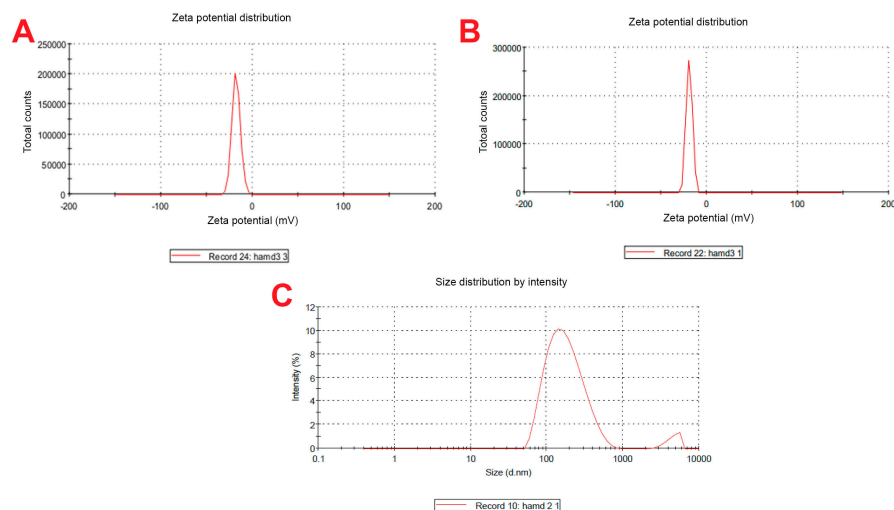 A
Zeta potential distribution
250000
200000
150000
100000
50000
0
Totoal counts
-200
-100
0
100
200
Zeta potential (mV)
Record 24: hamd3 3
B
Zeta potential distribution
300000
200000
100000
0
Totoal counts
-200
-100
0
100
200
Zeta potential (mV)
Record 22: hamd3 1
C
Size distribution by intensity
12
10
8
6
4
2
0
Intensity (%)
0.1
1
10
100
1000
10000
Size (d.nm)
Record 10: hamd 2 1